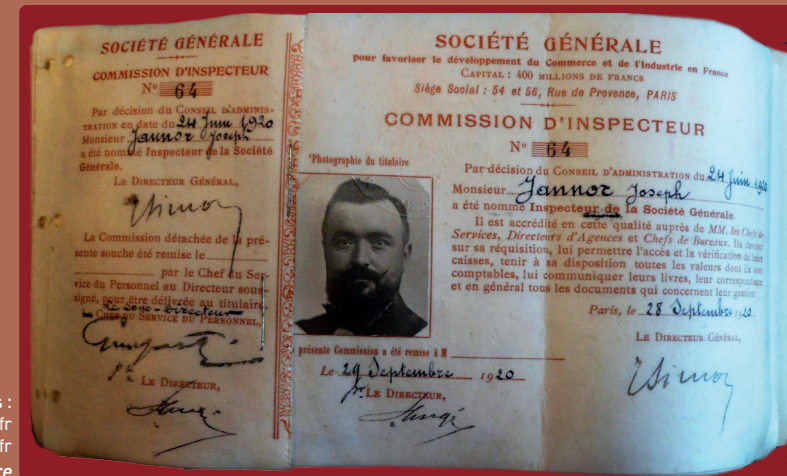 SOCIÉTÉ GÉNÉRALE
COMMISSION D'INSPECTEUR
N° 64
Par décision du CONSEIL D'ADMINIS-
TRATION en date du 24 Juin 1920
Monsieur Jannor Joseph
a été nommé Inspecteur de la Société
Générale.
LE DIRECTEUR GÉNÉRAL,
La Commission détachée de la pré-
sente souche été remise le
par le Chef du Ser-
vice du Personnel au Directeur sous-
signé, pour être délivrée au titulaire.
Le sous-Directeur
CHEF DU SERVICE DU PERSONNEL,
LE DIRECTEUR,
SOCIÉTÉ GÉNÉRALE
pour favoriser le développement du Commerce et de l'Industrie en France
CAPITAL : 400 MILLIONS DE FRANCS
Siège Social : 54 et 56, Rue de Provence, PARIS
COMMISSION D'INSPECTEUR
N° 64
Photographie du titulaire
Par décision du CONSEIL D'ADMINISTRATION du 24 Juin 1920
Monsieur Jannor Joseph
a été nommé Inspecteur de la Société Générale.
Il est accrédité en cette qualité auprès de MM. les Chefs de
Services, Directeurs d'Agences et Chefs de Bureaux. Ils devront
sur sa réquisition, lui permettre l'accès et la vérification de leurs
caisses, tenir à sa disposition toutes les valeurs dont ils sont
comptables, lui communiquer leurs livres, leur correspondance
et en général tous les documents qui concernent leur gestion.
Paris, le 28 Septembre 1920
LE DIRECTEUR GÉNÉRAL,
présente Commission a été remise à M
Le 29 Septembre 1920
LE DIRECTEUR,
s :
fr
fr
re